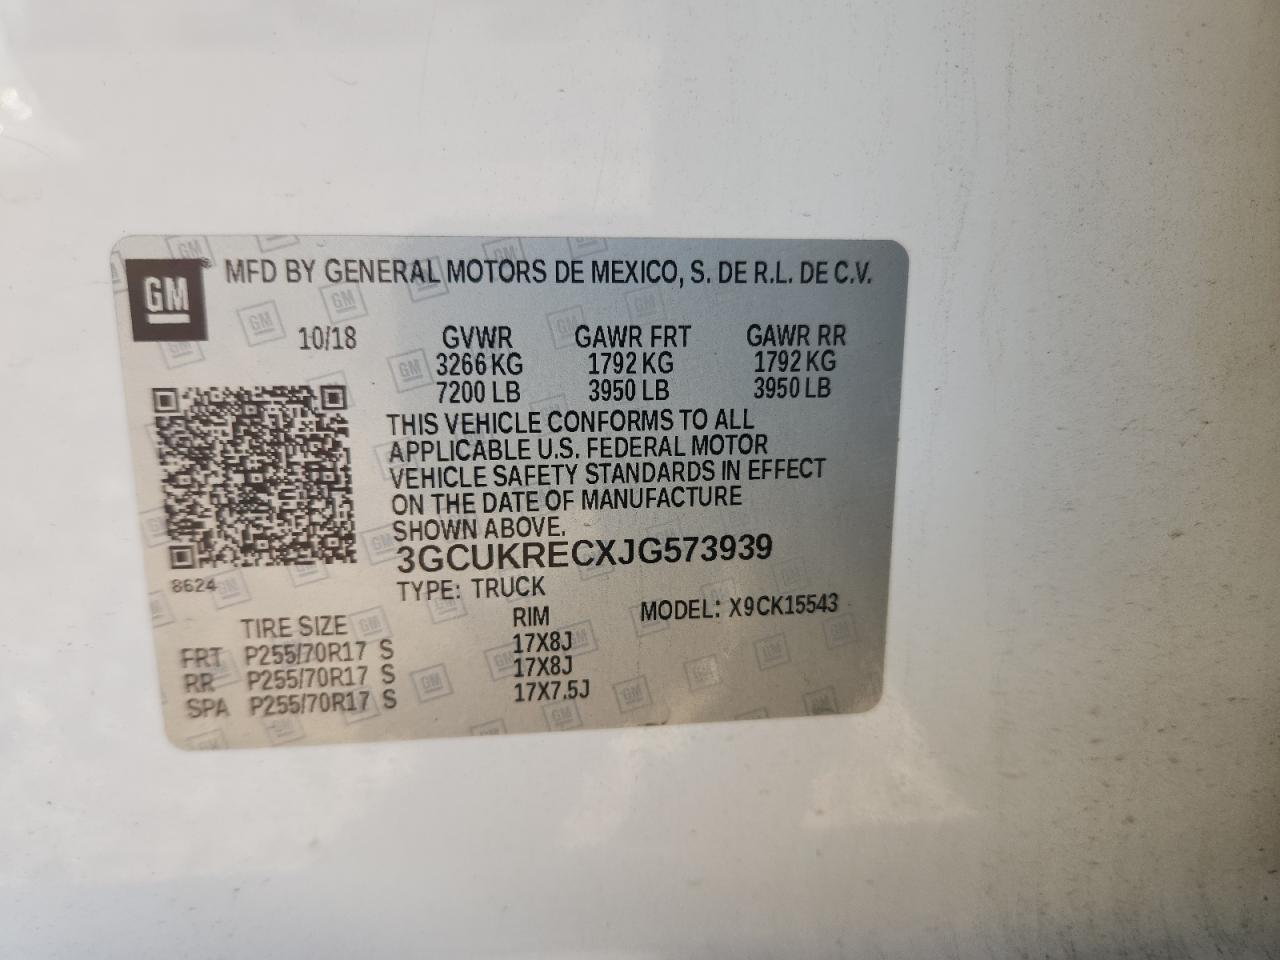 GM
MFD BY GENERAL MOTORS DE MEXICO, S. DE R.L. DE C.V.
10/18 GVWR GAWR FRT GAWR RR
3266 KG 1792 KG 1792 KG
7200 LB 3950 LB 3950 LB
THIS VEHICLE CONFORMS TO ALL
APPLICABLE U.S. FEDERAL MOTOR
VEHICLE SAFETY STANDARDS IN EFFECT
ON THE DATE OF MANUFACTURE
SHOWN ABOVE.
3GCUKRECXJG573939
8624
TYPE: TRUCK
TIRE SIZE RIM MODEL: X9CK15543
FRT P255/70R17 S 17X8J
RR P255/70R17 S 17X8J
SPA P255/70R17 S 17X7.5J